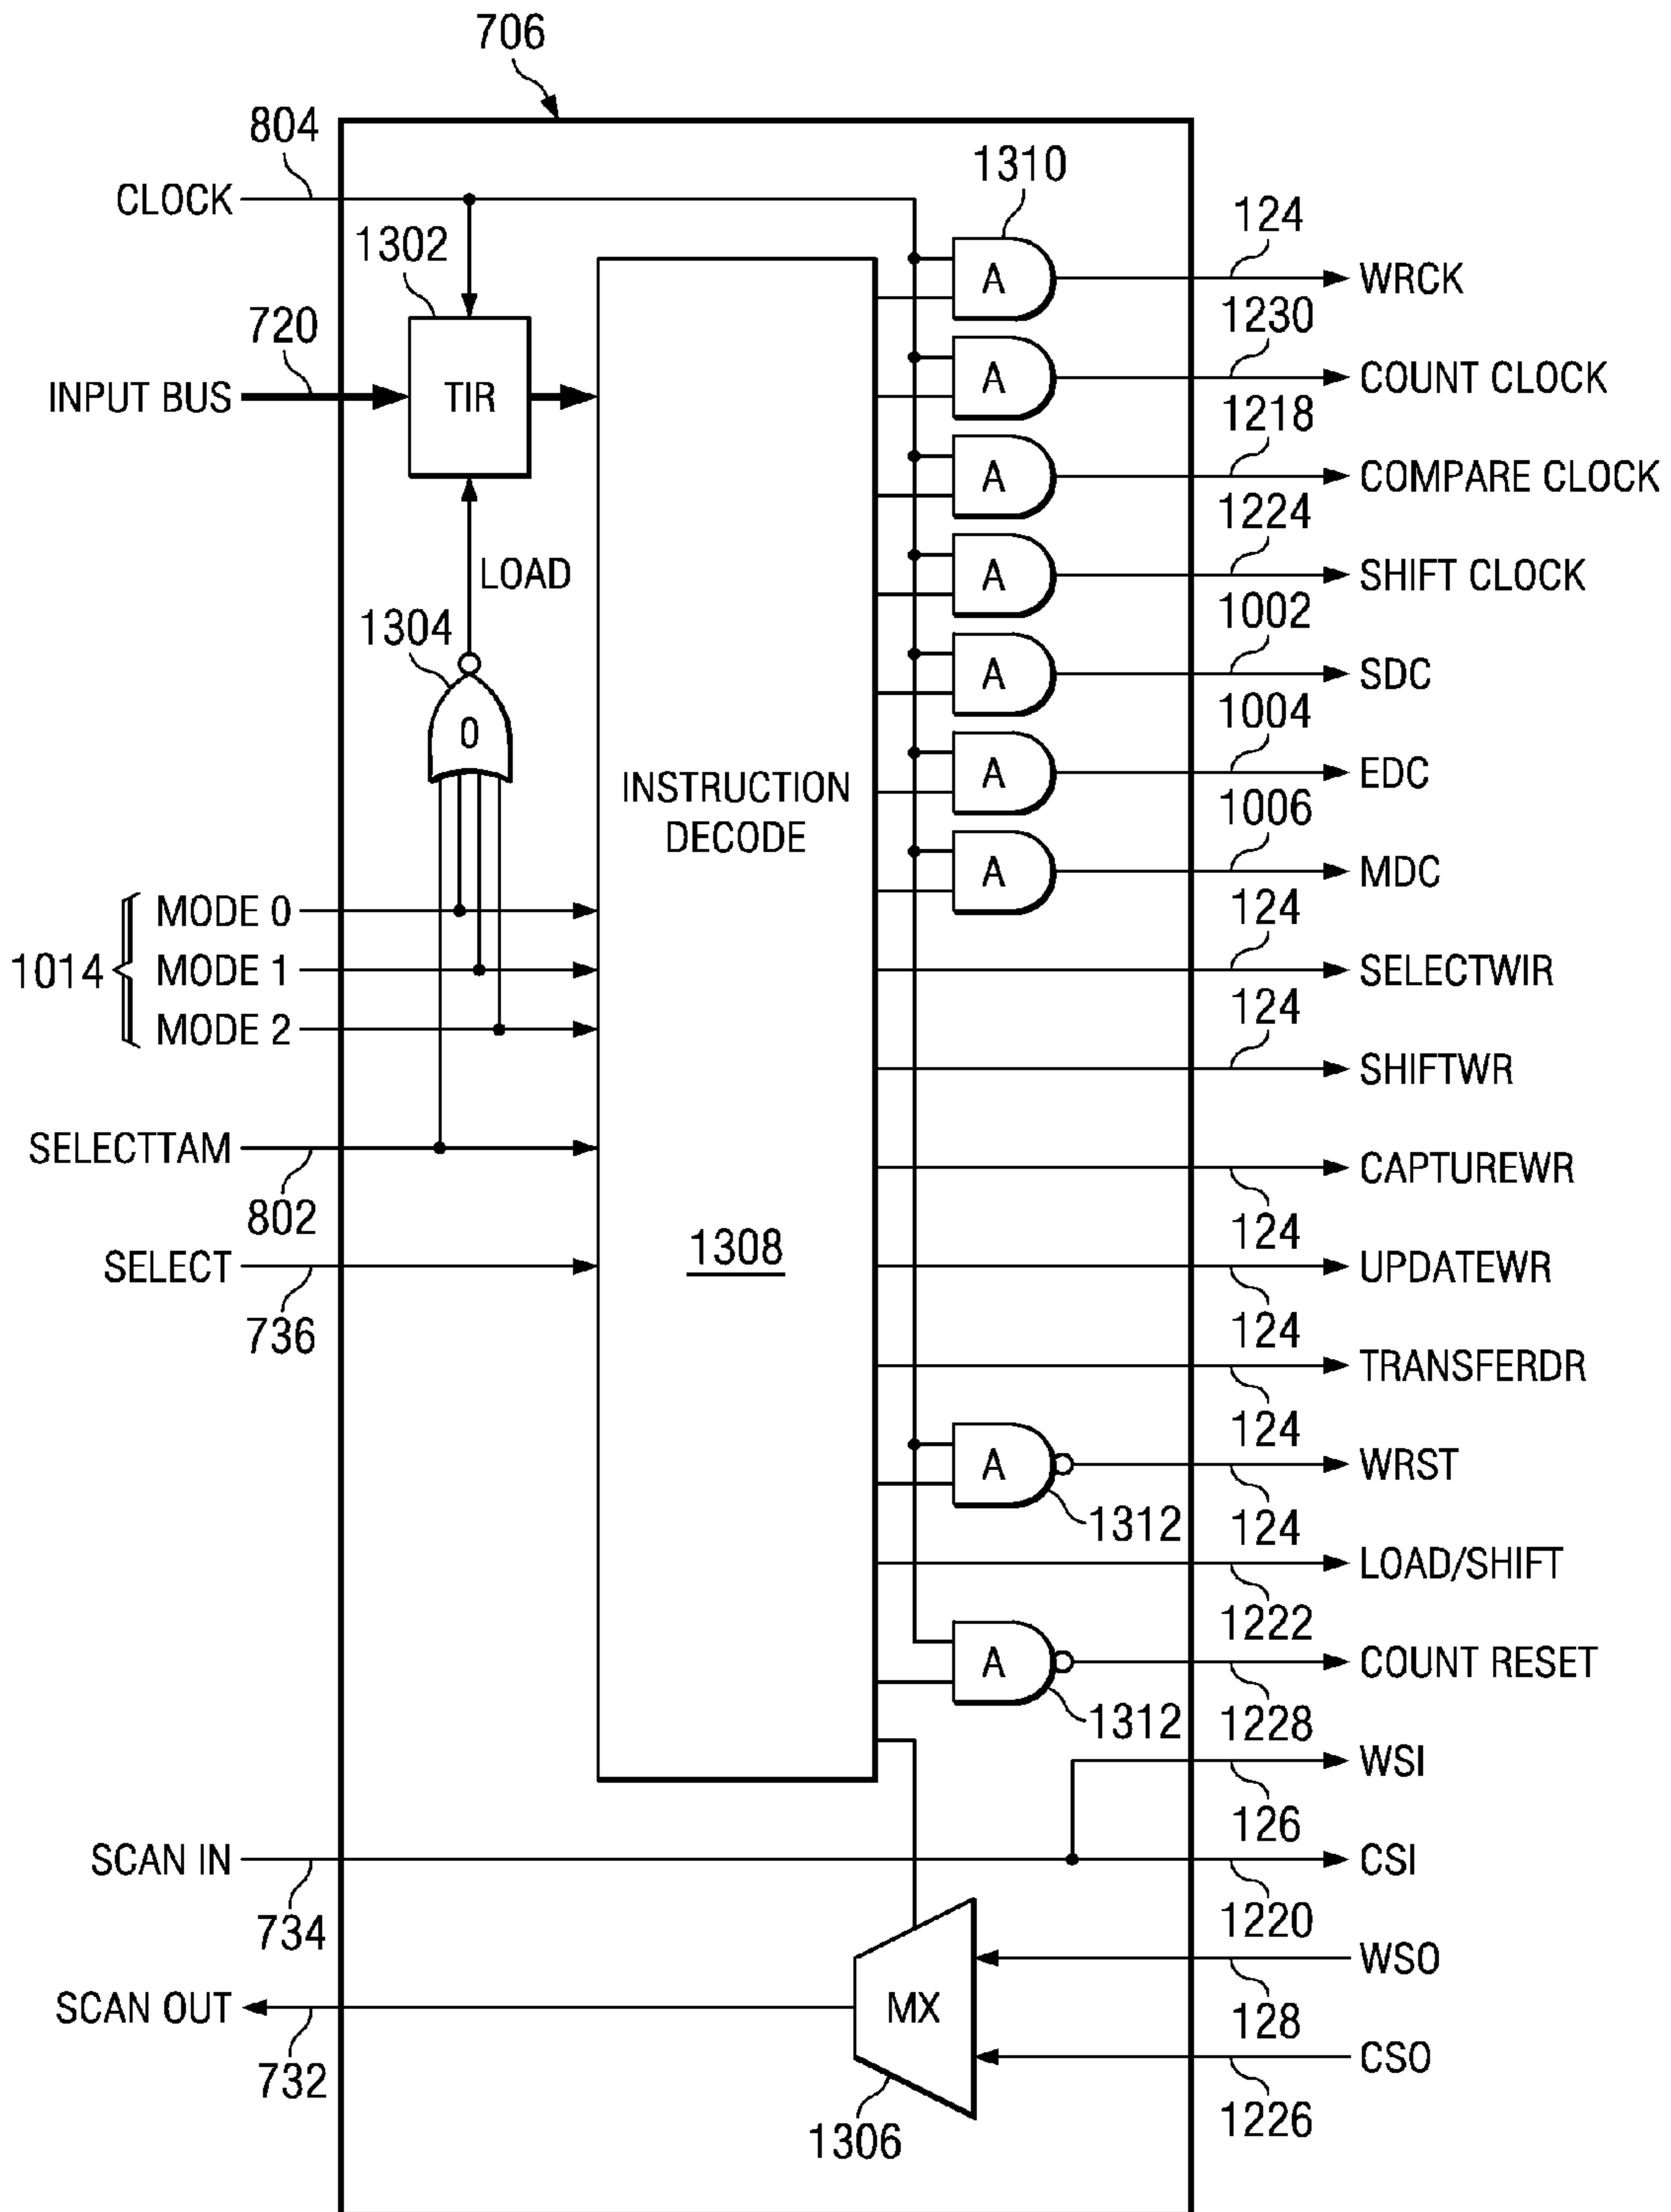 706
804
CLOCK
1310
1302
A
124
WRCK
720
INPUT BUS
TIR
A
1230
COUNT CLOCK
A
1218
COMPARE CLOCK
LOAD
A
1224
SHIFT CLOCK
1304
0
A
1002
SDC
INSTRUCTION
DECODE
A
1004
EDC
A
1006
MDC
1014
MODE 0
MODE 1
MODE 2
124
SELECTWIR
124
SHIFTWR
SELECTTAM
802
CAPTUREWR
124
SELECT
736
1308
UPDATEWR
124
TRANSFERDR
124
A
1312
WRST
124
LOAD/SHIFT
1222
A
1312
COUNT RESET
1228
WSI
126
SCAN IN
734
CSI
1220
WSO
128
SCAN OUT
732
MX
1306
CSO
1226